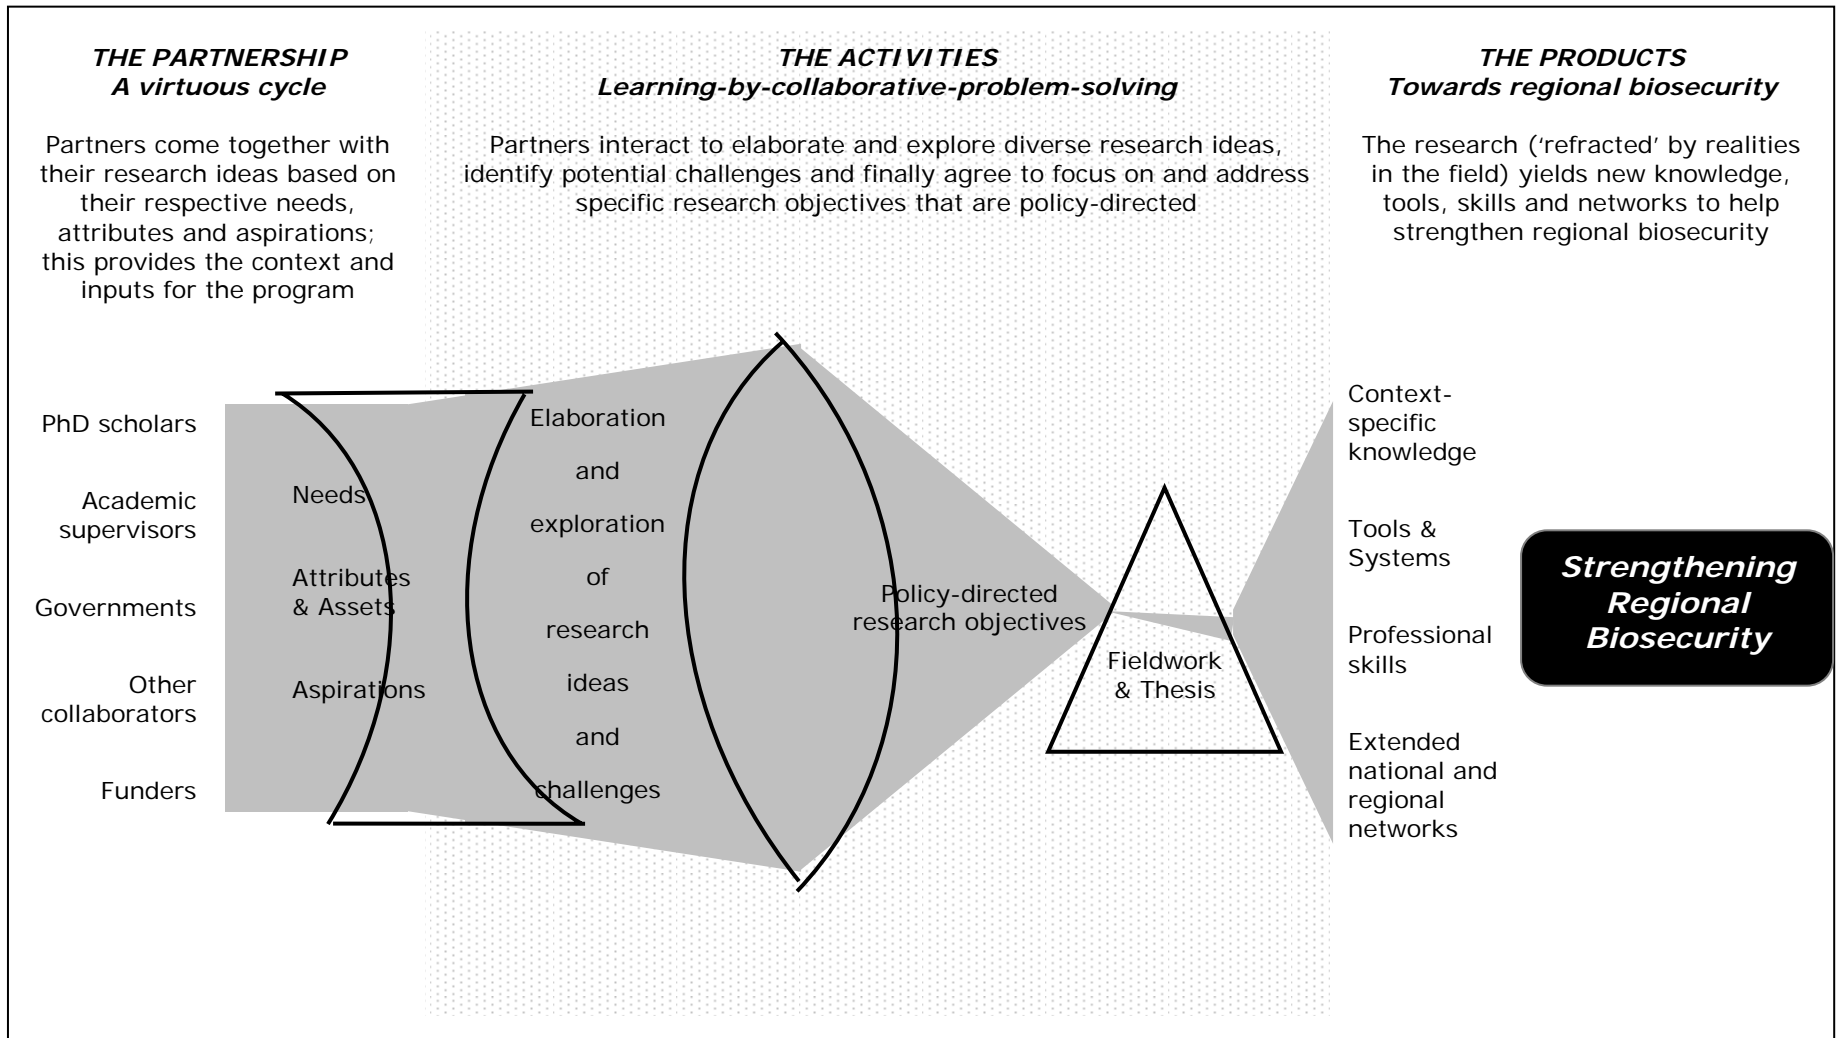 THE PARTNERSHIP
A virtuous cycle
Partners come together with
their research ideas based on
their respective needs,
attributes and aspirations;
this provides the context and
inputs for the program
THE ACTIVITIES
Learning-by-collaborative-problem-solving
Partners interact to elaborate and explore diverse research ideas,
identify potential challenges and finally agree to focus on and address
specific research objectives that are policy-directed
THE PRODUCTS
Towards regional biosecurity
The research (‘refracted’ by realities
in the field) yields new knowledge,
tools, skills and networks to help
strengthen regional biosecurity
PhD scholars
Academic
supervisors
Governments
Other
collaborators
Funders
Needs
Attributes
& Assets
Aspirations
Elaboration
and
exploration
of
research
ideas
and
challenges
Policy-directed
research objectives
Fieldwork
& Thesis
Context-
specific
knowledge
Tools &
Systems
Professional
skills
Extended
national and
regional
networks
Strengthening
Regional
Biosecurity